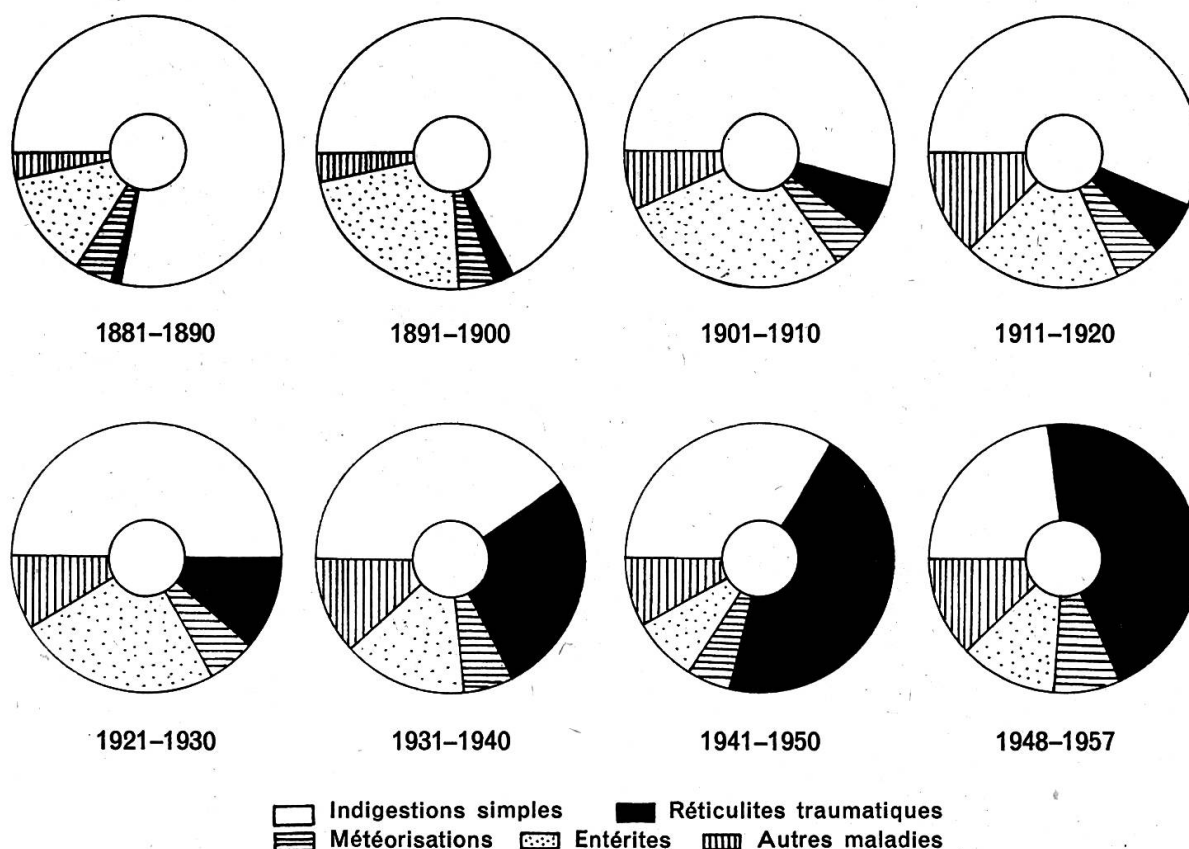 1881–1890
1891–1900
1901–1910
1911–1920
1921–1930
1931–1940
1941–1950
1948–1957
Indigestions simples
Réticulites traumatiques
Météorisations
Entérites
Autres maladies